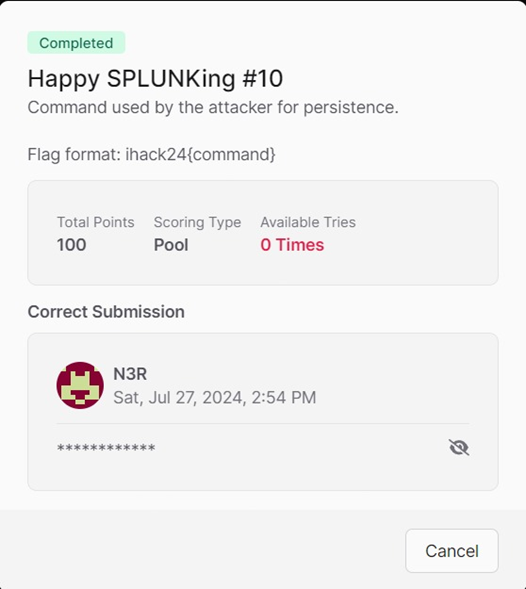 Completed
Happy SPLUNKing #10
Command used by the attacker for persistence.
Flag format: ihack24{command}
Total Points Scoring Type Available Tries
100 Pool 0 Times
Correct Submission
N3R
Sat, Jul 27, 2024, 2:54 PM
************
Cancel